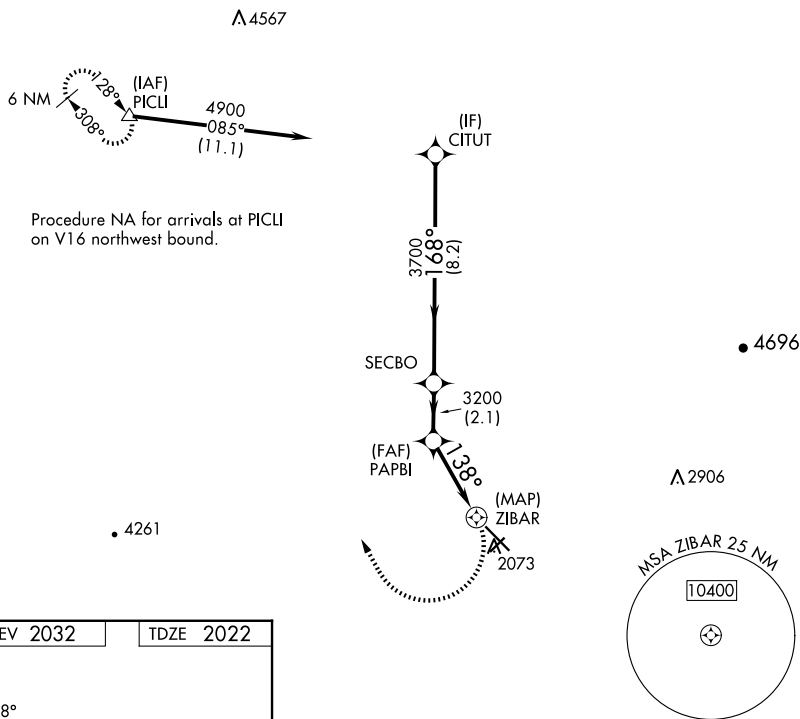 4567
6 NM
128°
308°
(IAF)
PICLI
4900
085°
(11.1)
(IF)
CITUT
Procedure NA for arrivals at PICLI
on V16 northwest bound.
3700
168°
(8.2)
4696
SECBO
3200
(2.1)
(FAF)
PAPBI
138°
(MAP)
ZIBAR
2906
4261
2073
MSA ZIBAR 25 NM
10400
EV 2032
TDZE 2022
8°